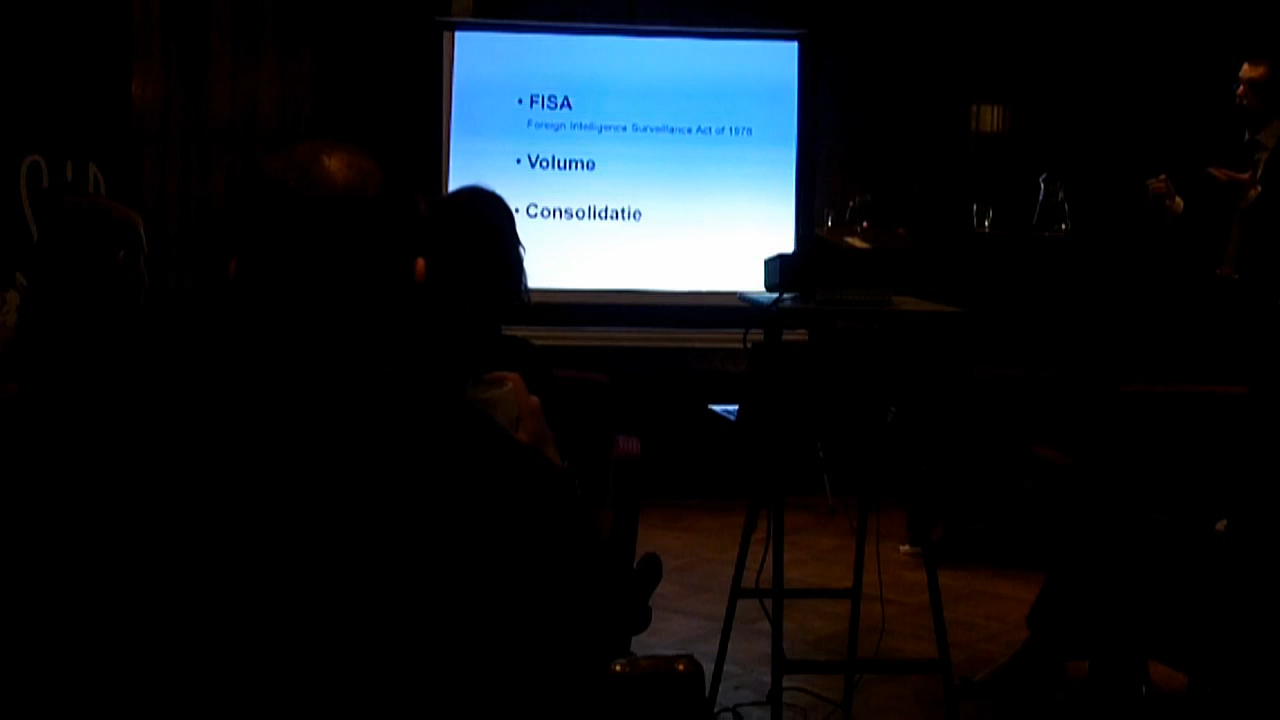 • FISA
Foreign Intelligence Surveillance Act of 1978
• Volume
• Consolidatie